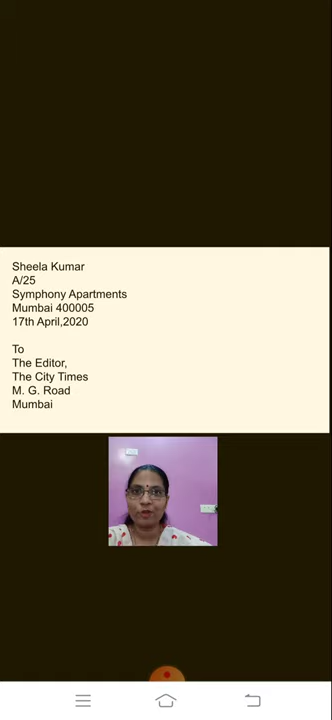 Sheela Kumar
A/25
Symphony Apartments
Mumbai 400005
17th April,2020
To
The Editor,
The City Times
M. G. Road
Mumbai